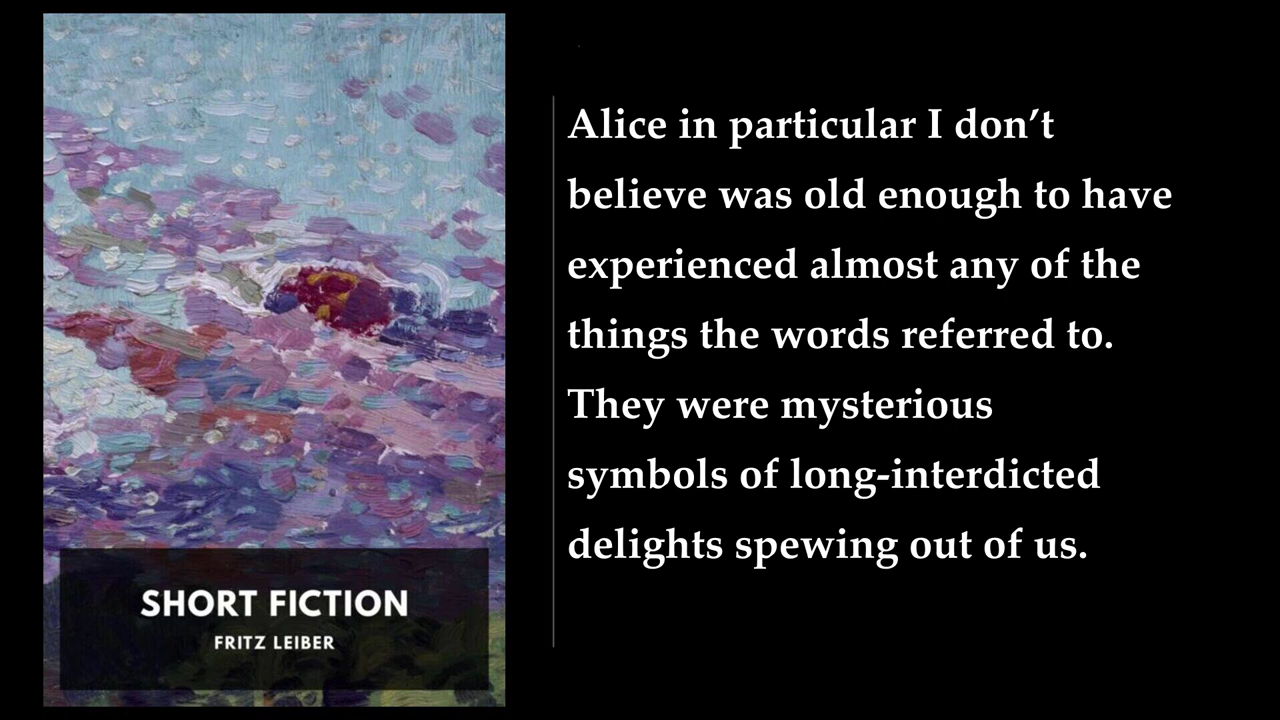 Alice in particular I don’t
believe was old enough to have
experienced almost any of the
things the words referred to.
They were mysterious
symbols of long-interdicted
delights spewing out of us.
SHORT FICTION
FRITZ LEIBER